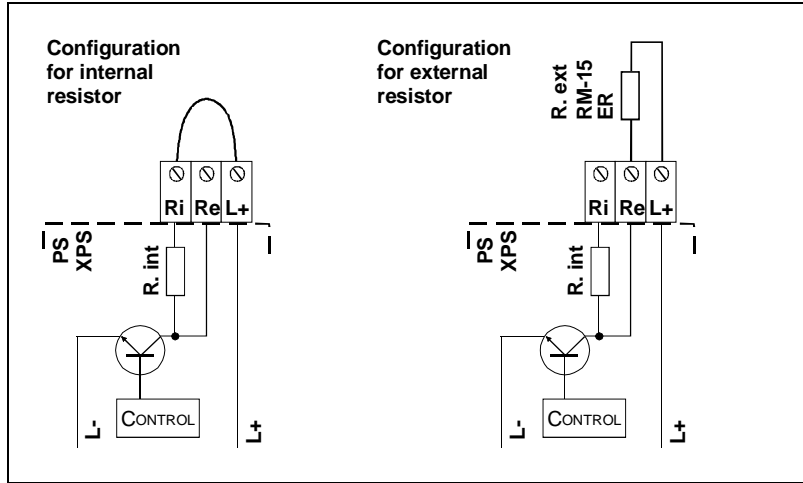 Configuration
for internal
resistor
Ri Re L+
PS
XPS
R. int
CONTROL
L-
L+
Configuration
for external
resistor
R. ext
RM-15
ER
Ri Re L+
PS
XPS
R. int
CONTROL
L-
L+